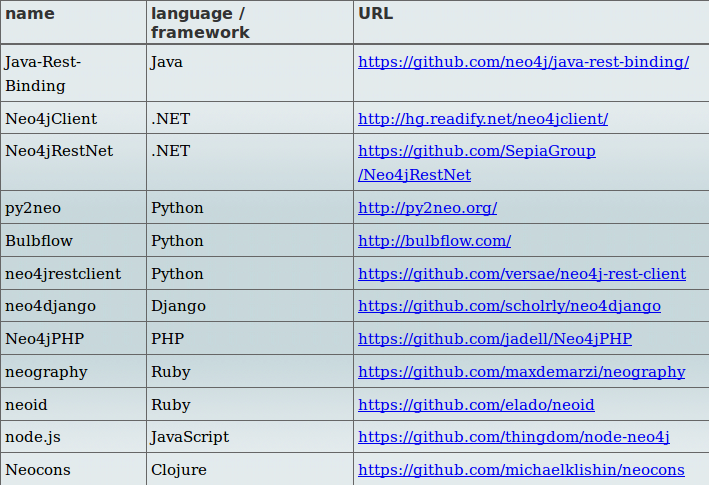 name language / framework URL
Java-Rest-Binding Java https://github.com/neo4j/java-rest-binding/
Neo4jClient .NET http://hg.readify.net/neo4jclient/
Neo4jRestNet .NET https://github.com/SepiaGroup
/Neo4jRestNet
py2neo Python http://py2neo.org/
Bulbflow Python http://bulbflow.com/
neo4jrestclient Python https://github.com/versae/neo4j-rest-client
neo4django Django https://github.com/scholrly/neo4django
Neo4jPHP PHP https://github.com/jadell/Neo4jPHP
neography Ruby https://github.com/maxdemarzi/neography
neoid Ruby https://github.com/elado/neoid
node.js JavaScript https://github.com/thingdom/node-neo4j
Neocons Clojure https://github.com/michaelklishin/neocons